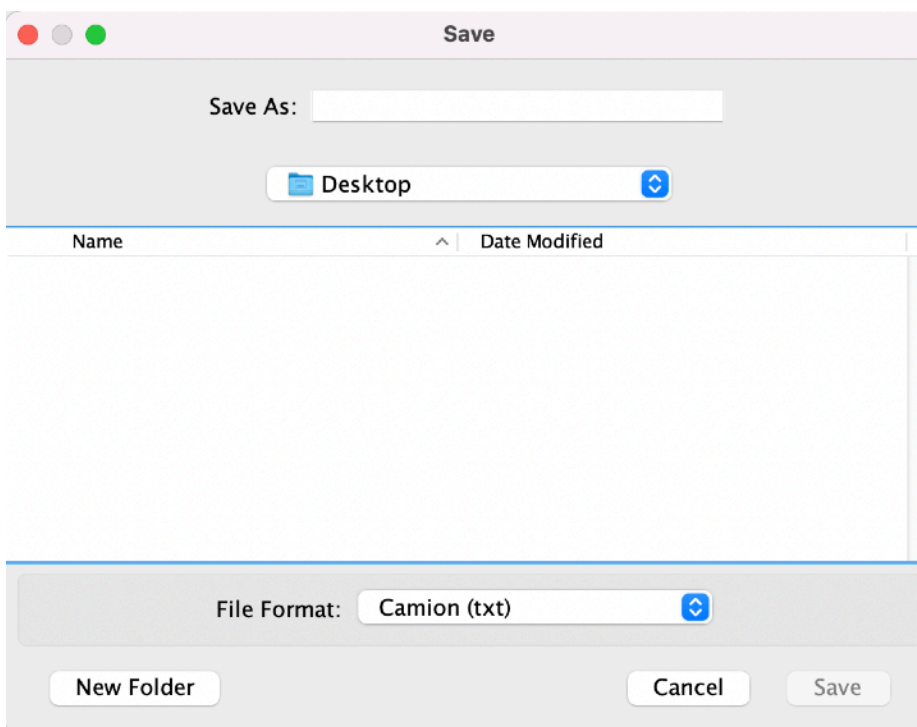 Save
Save As:
Desktop
Name Date Modified
File Format: Camion (txt)
New Folder Cancel Save